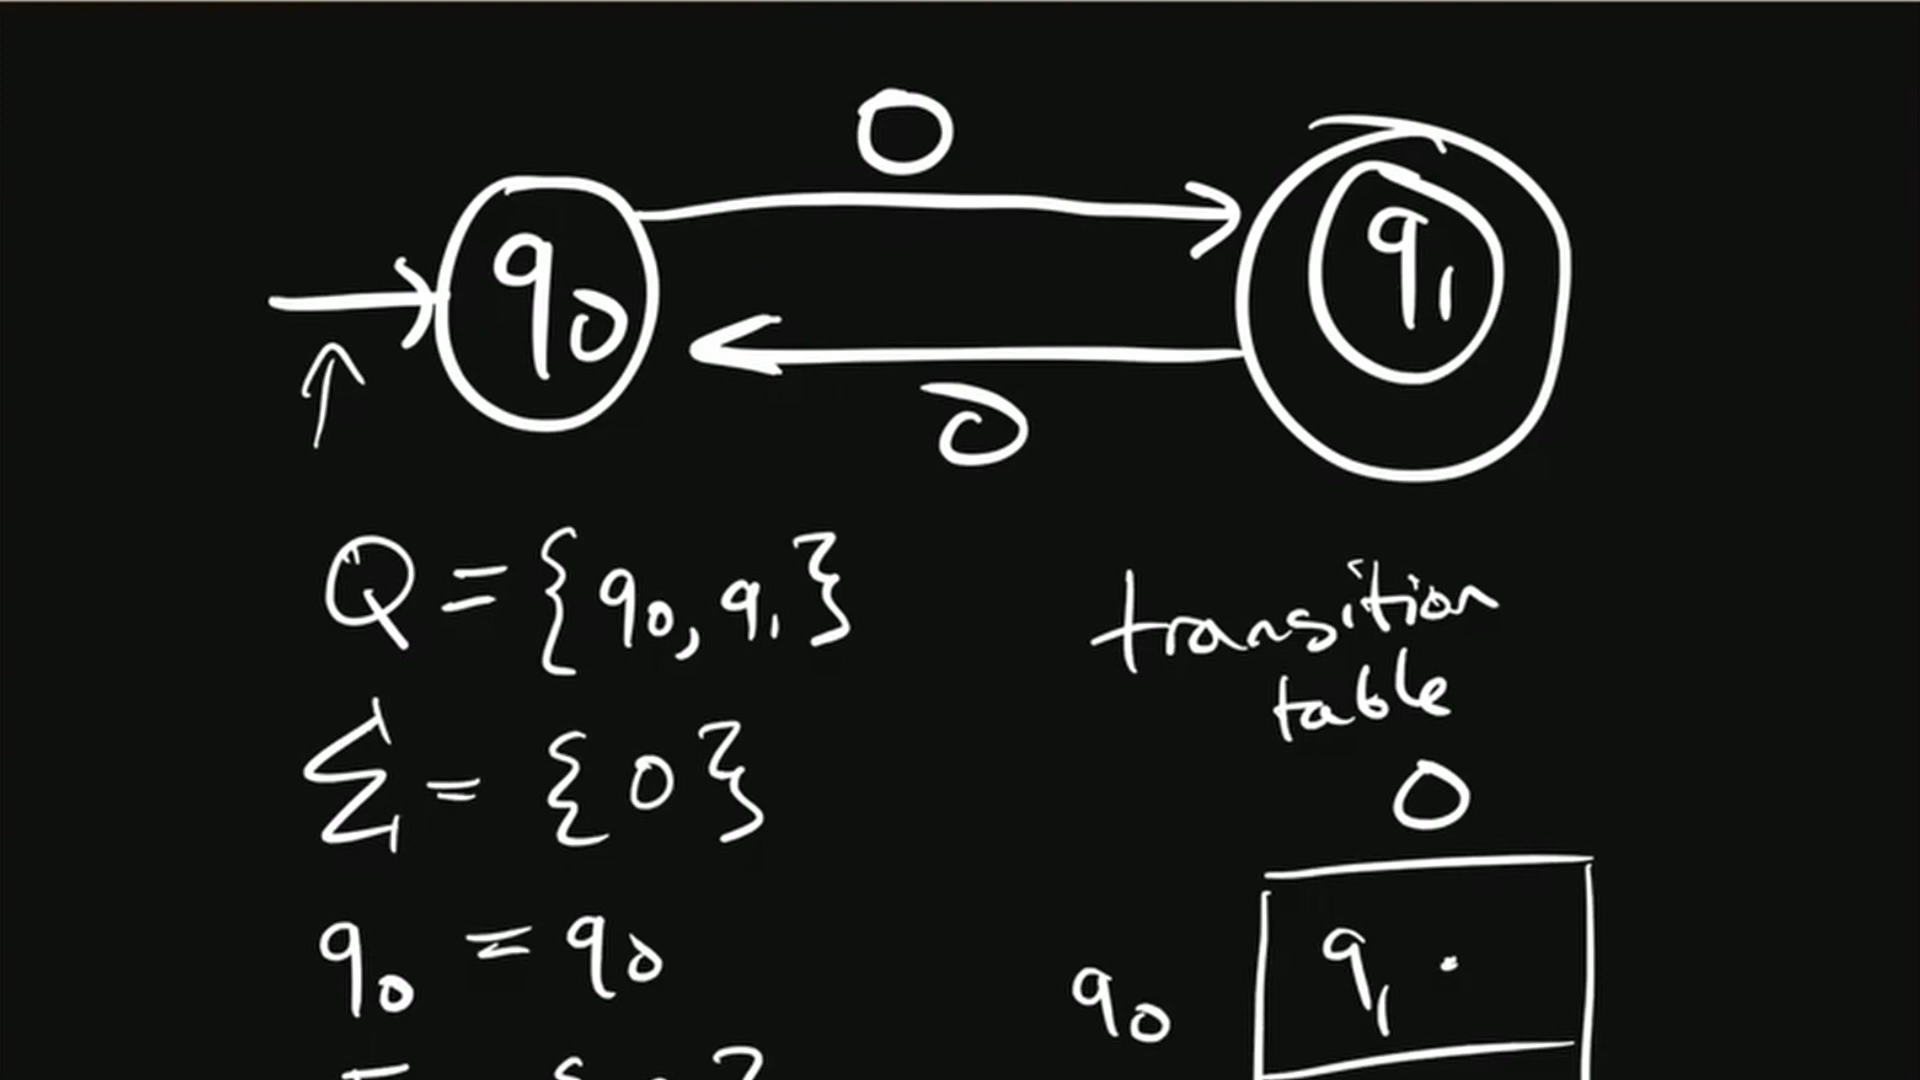 0
q0
q1
0
Q = {q0, q1}
transition
table
Σ = {0}
0
q0 = q0
q0
q1